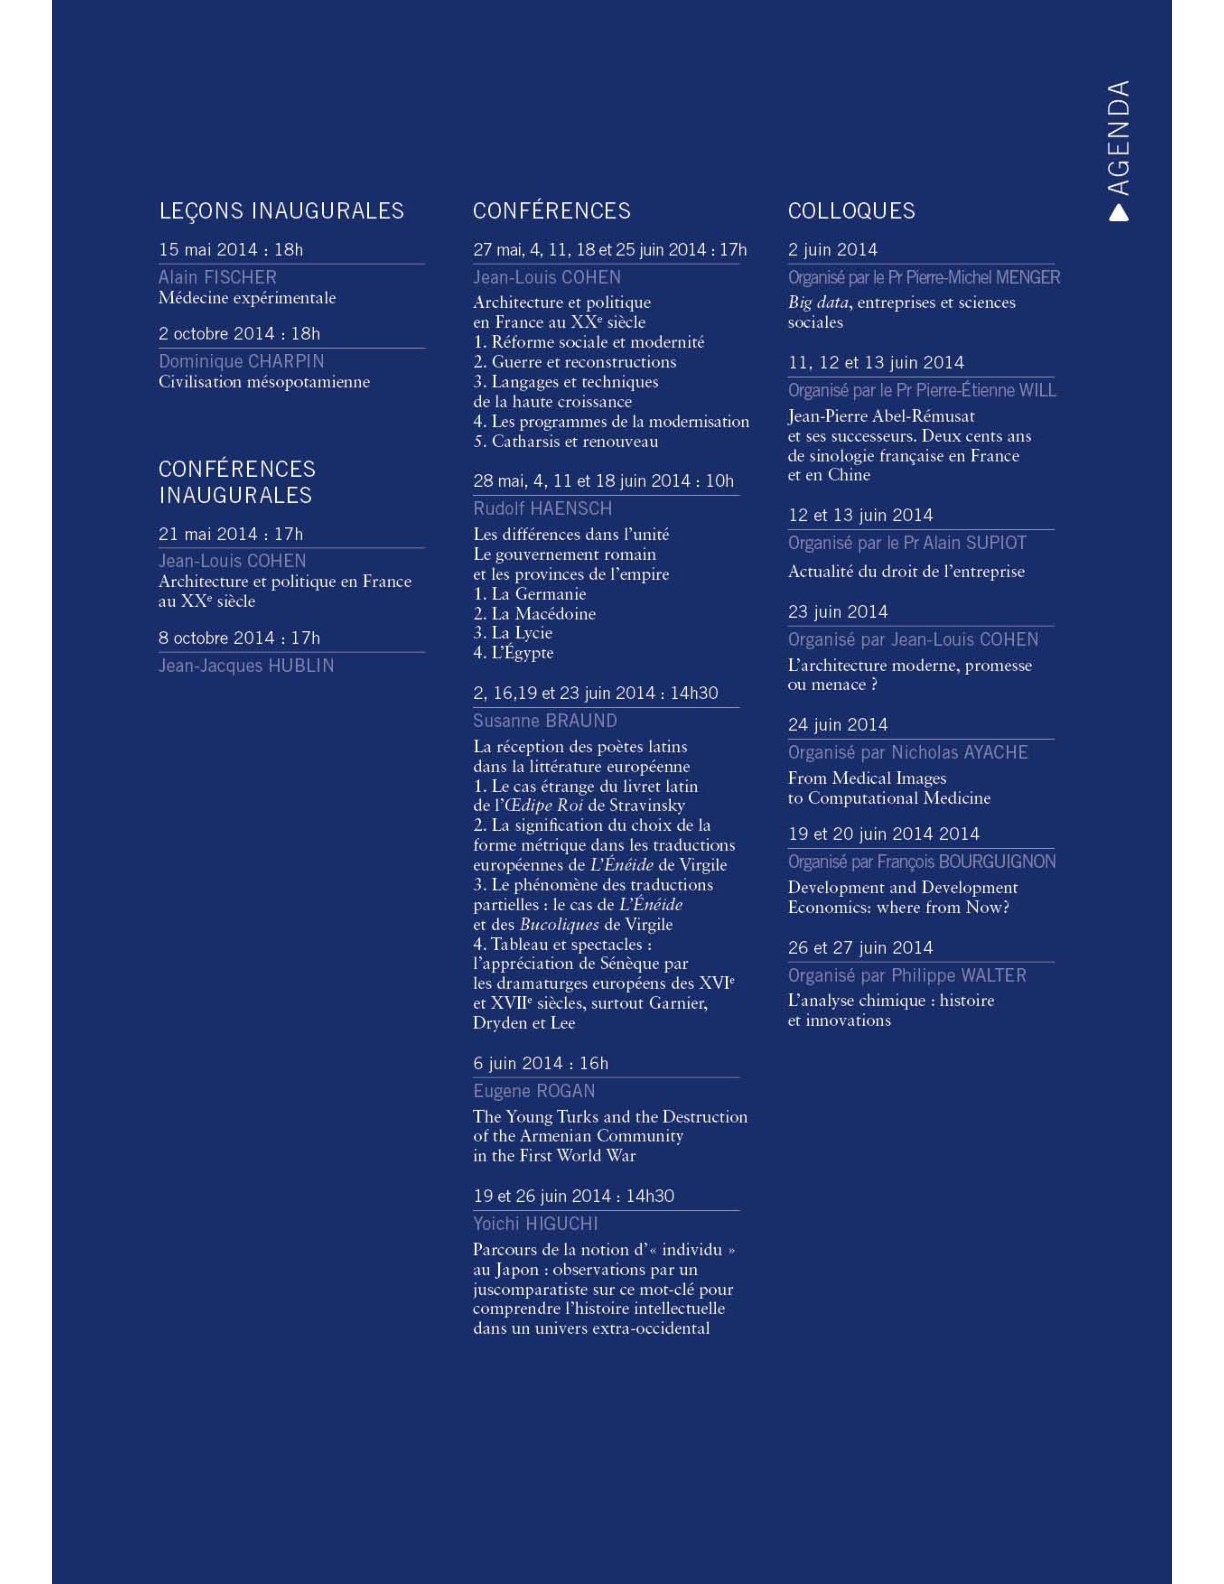 AGENDA
LEÇONS INAUGURALES
15 mai 2014 : 18h
Alain FISCHER
Médecine expérimentale
2 octobre 2014 : 18h
Dominique CHARPIN
Civilisation mésopotamienne
CONFÉRENCES
INAUGURALES
21 mai 2014 : 17h
Jean-Louis COHEN
Architecture et politique en France
au XXe siècle
8 octobre 2014 : 17h
Jean-Jacques HUBLIN
CONFÉRENCES
27 mai, 4, 11, 18 et 25 juin 2014 : 17h
Jean-Louis COHEN
Architecture et politique
en France au XXe siècle
1. Réforme sociale et modernité
2. Guerre et reconstructions
3. Langages et techniques
de la haute croissance
4. Les programmes de la modernisation
5. Catharsis et renouveau
28 mai, 4, 11 et 18 juin 2014 : 10h
Rudolf HAENSCH
Les différences dans l'unité
Le gouvernement romain
et les provinces de l'empire
1. La Germanie
2. La Macédoine
3. La Lycie
4. L'Égypte
2, 16,19 et 23 juin 2014 : 14h30
Susanne BRAUND
La réception des poètes latins
dans la littérature européenne
1. Le cas étrange du livret latin
de l'Œdipe Roi de Stravinsky
2. La signification du choix de la
forme métrique dans les traductions
européennes de L'Énéide de Virgile
3. Le phénomène des traductions
partielles : le cas de L'Énéide
et des Bucoliques de Virgile
4. Tableau et spectacles :
l'appréciation de Sénèque par
les dramaturges européens des XVIe
et XVIIe siècles, surtout Garnier,
Dryden et Lee
6 juin 2014 : 16h
Eugene ROGAN
The Young Turks and the Destruction
of the Armenian Community
in the First World War
19 et 26 juin 2014 : 14h30
Yoichi HIGUCHI
Parcours de la notion d'« individu »
au Japon : observations par un
juscomparatiste sur ce mot-clé pour
comprendre l'histoire intellectuelle
dans un univers extra-occidental
COLLOQUES
2 juin 2014
Organisé par le Pr Pierre-Michel MENGER
Big data, entreprises et sciences
sociales
11, 12 et 13 juin 2014
Organisé par le Pr Pierre-Étienne WILL
Jean-Pierre Abel-Rémusat
et ses successeurs. Deux cents ans
de sinologie française en France
et en Chine
12 et 13 juin 2014
Organisé par le Pr Alain SUPIOT
Actualité du droit de l'entreprise
23 juin 2014
Organisé par Jean-Louis COHEN
L'architecture moderne, promesse
ou menace ?
24 juin 2014
Organisé par Nicholas AYACHE
From Medical Images
to Computational Medicine
19 et 20 juin 2014 2014
Organisé par François BOURGUIGNON
Development and Development
Economics: where from Now?
26 et 27 juin 2014
Organisé par Philippe WALTER
L'analyse chimique : histoire
et innovations